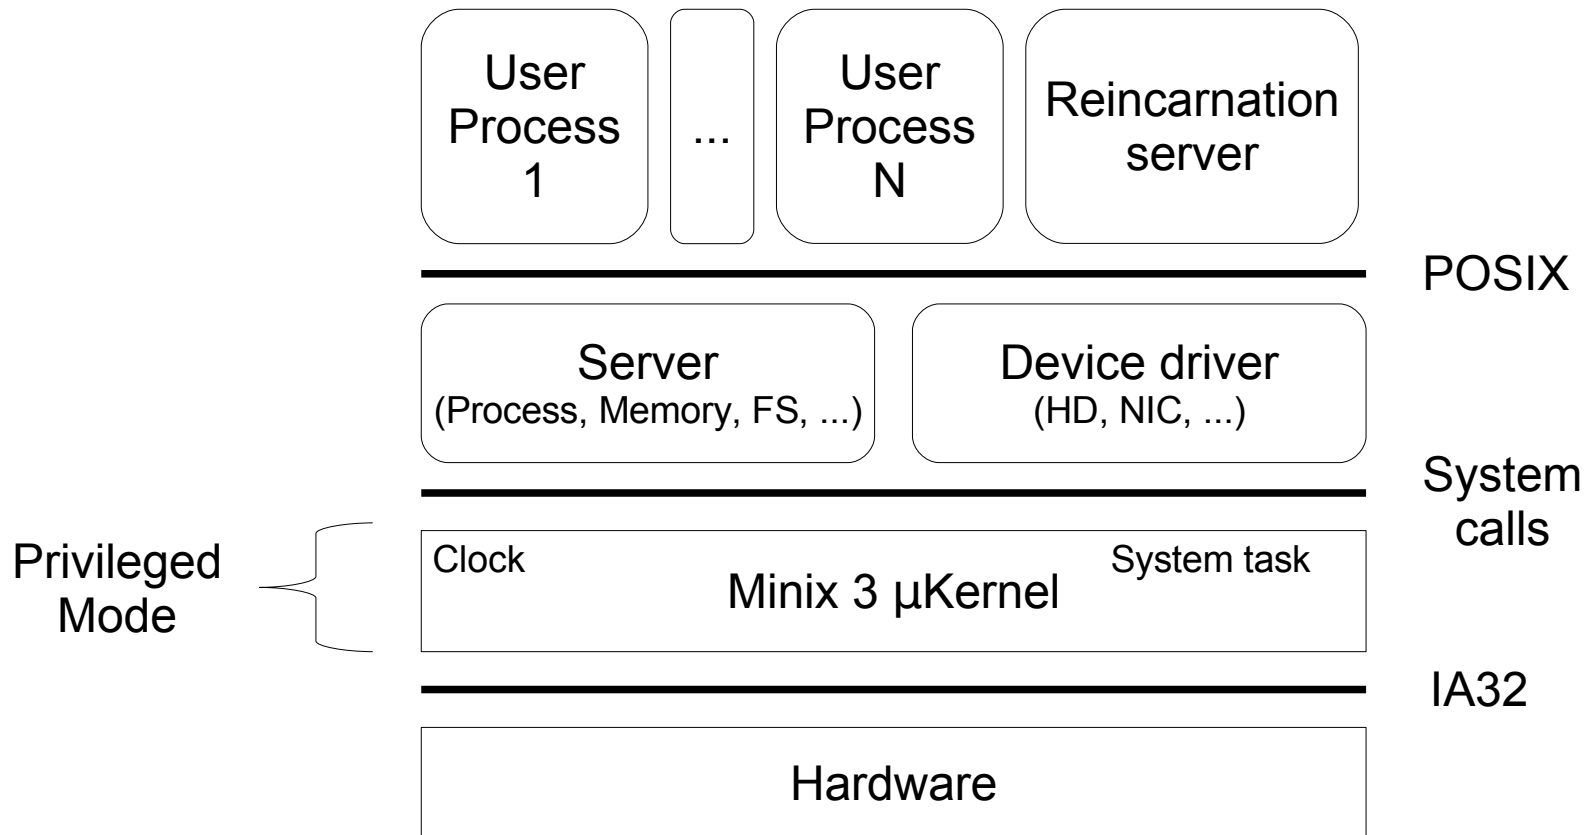 User
Process
1
...
User
Process
N
Reincarnation
server
POSIX
Server
(Process, Memory, FS, ...)
Device driver
(HD, NIC, ...)
System
calls
Privileged
Mode
Clock
System task
Minix 3 µKernel
IA32
Hardware